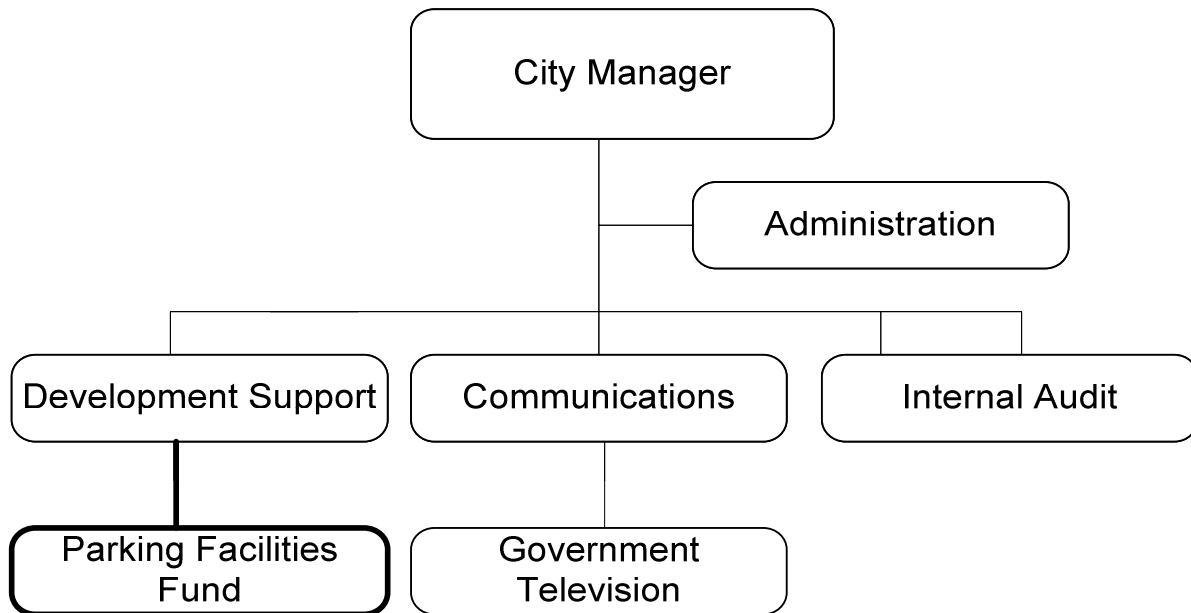 City Manager
Administration
Development Support
Communications
Internal Audit
Parking Facilities
Fund
Government
Television